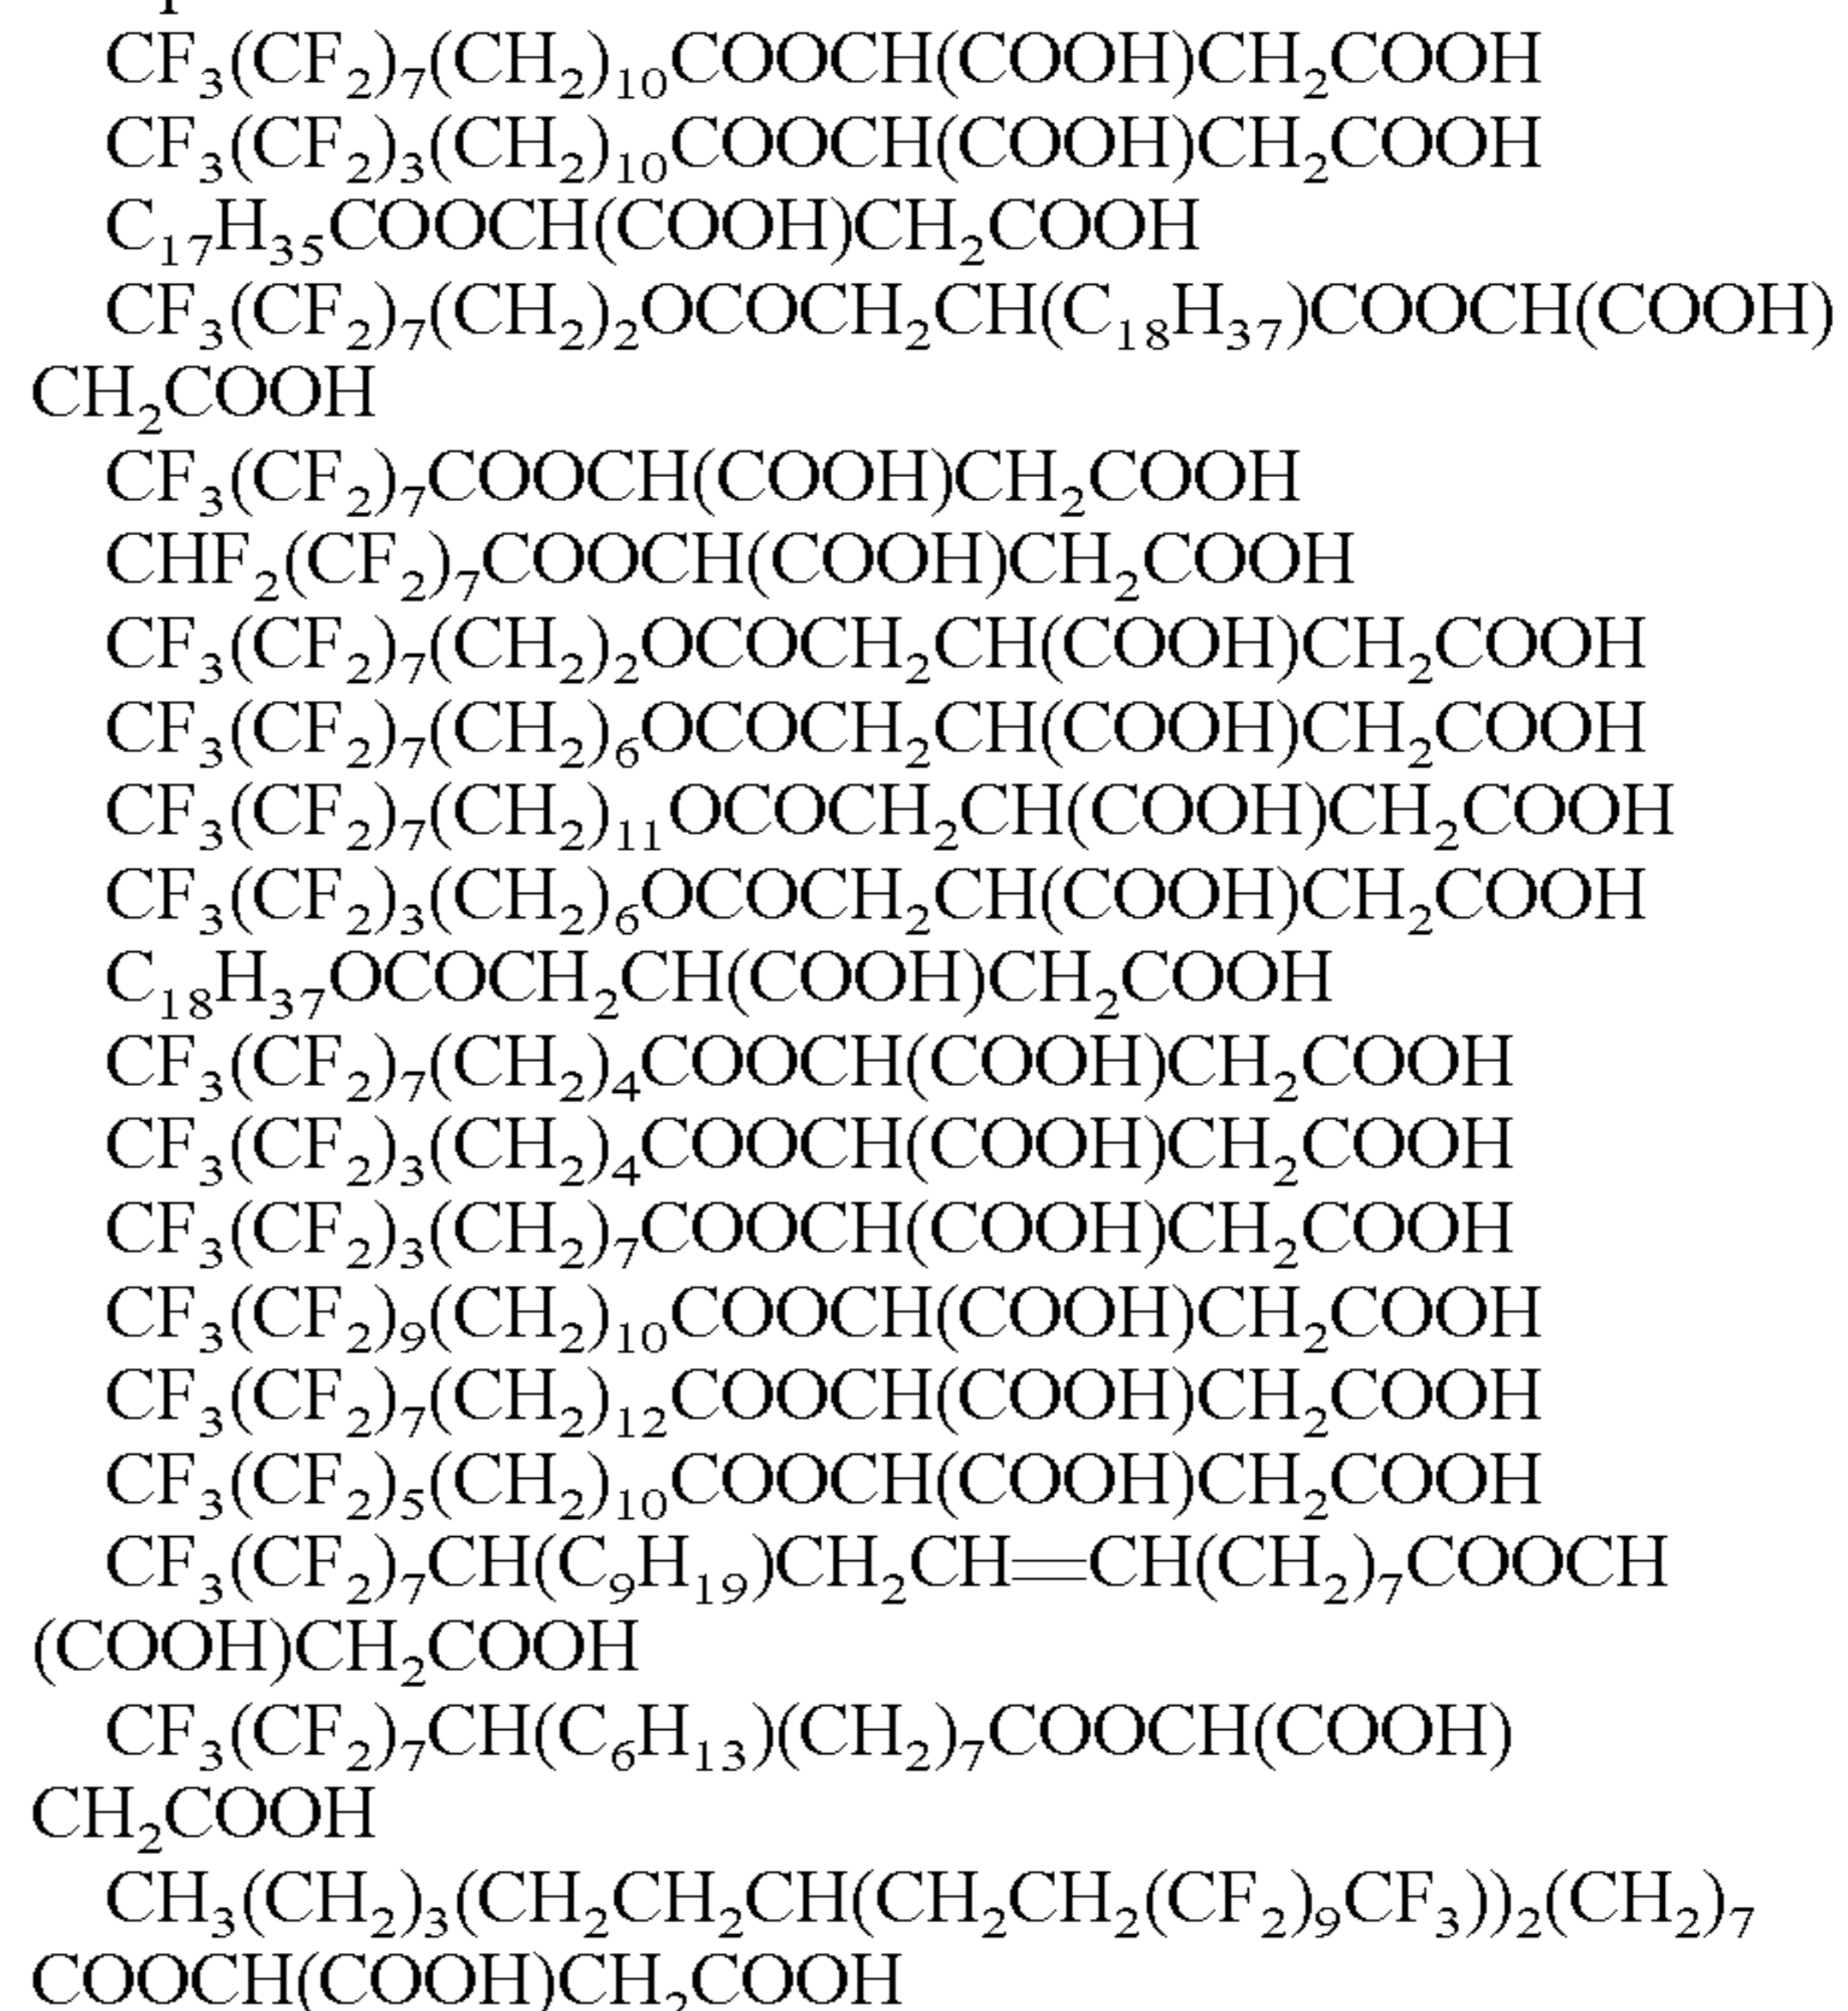 CF₃(CF₂)₇(CH₂)₁₀COOCH(COOH)CH₂COOH
CF₃(CF₂)₃(CH₂)₁₀COOCH(COOH)CH₂COOH
C₁₇H₃₅COOCH(COOH)CH₂COOH
CF₃(CF₂)₇(CH₂)₂OCOCH₂CH(C₁₈H₃₇)COOCH(COOH)
CH₂COOH
CF₃(CF₂)₇COOCH(COOH)CH₂COOH
CHF₂(CF₂)₇COOCH(COOH)CH₂COOH
CF₃(CF₂)₇(CH₂)₂OCOCH₂CH(COOH)CH₂COOH
CF₃(CF₂)₇(CH₂)₆OCOCH₂CH(COOH)CH₂COOH
CF₃(CF₂)₇(CH₂)₁₁OCOCH₂CH(COOH)CH₂COOH
CF₃(CF₂)₃(CH₂)₆OCOCH₂CH(COOH)CH₂COOH
C₁₈H₃₇OCOCH₂CH(COOH)CH₂COOH
CF₃(CF₂)₇(CH₂)₄COOCH(COOH)CH₂COOH
CF₃(CF₂)₃(CH₂)₄COOCH(COOH)CH₂COOH
CF₃(CF₂)₃(CH₂)₇COOCH(COOH)CH₂COOH
CF₃(CF₂)₉(CH₂)₁₀COOCH(COOH)CH₂COOH
CF₃(CF₂)₇(CH₂)₁₂COOCH(COOH)CH₂COOH
CF₃(CF₂)₅(CH₂)₁₀COOCH(COOH)CH₂COOH
CF₃(CF₂)₇CH(C₉H₁₉)CH₂CH=CH(CH₂)₇COOCH
(COOH)CH₂COOH
CF₃(CF₂)₇CH(C₆H₁₃)(CH₂)₇COOCH(COOH)
CH₂COOH
CH₃(CH₂)₃(CH₂CH₂CH(CH₂CH₂(CF₂)₉CF₃))₂(CH₂)₇
COOCH(COOH)CH₂COOH